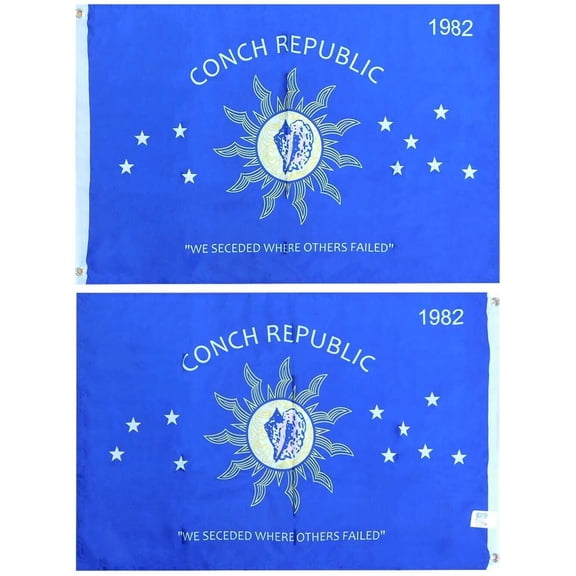 1982
CONCH REPUBLIC
"WE SECEDED WHERE OTHERS FAILED"
1982
CONCH REPUBLIC
"WE SECEDED WHERE OTHERS FAILED"